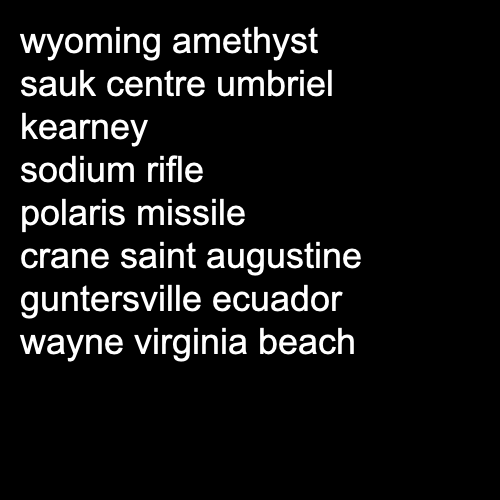 wyoming amethyst
sauk centre umbriel
kearney
sodium rifle
polaris missile
crane saint augustine
guntersville ecuador
wayne virginia beach